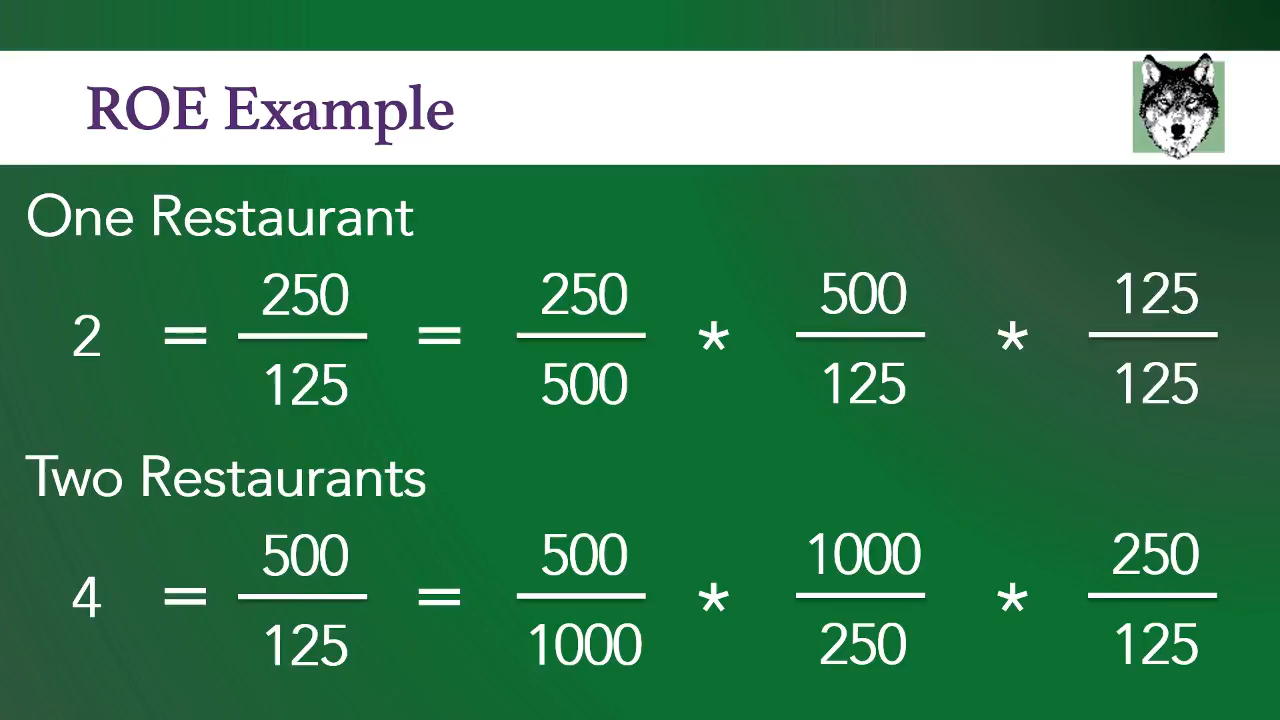 ROE Example
One Restaurant
2 = 250/125 = 250/500 * 500/125 * 125/125
Two Restaurants
4 = 500/125 = 500/1000 * 1000/250 * 250/125